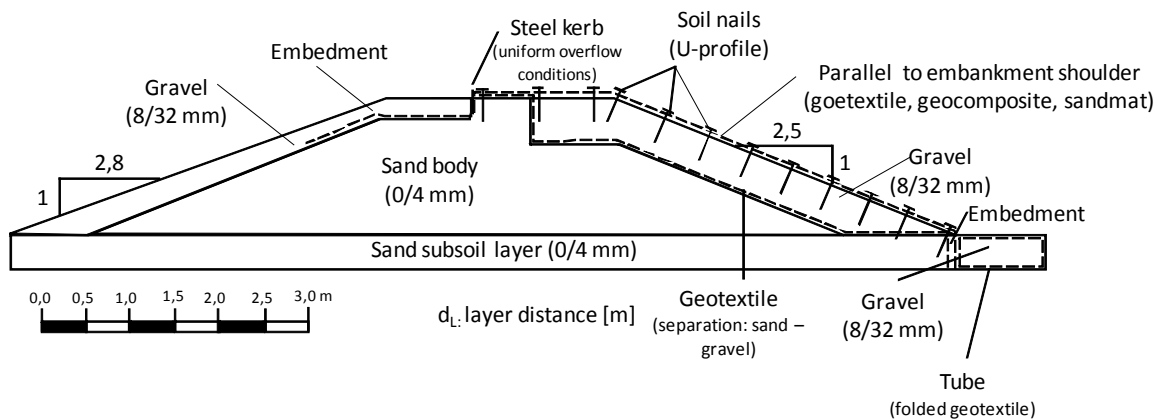 Steel kerb
(uniform overflow
conditions)
Soil nails
(U-profile)
Embedment
Gravel
(8/32 mm)
Parallel to embankment shoulder
(goetextile, geocomposite, sandmat)
2,8
1
Sand body
(0/4 mm)
2,5
1
Gravel
(8/32 mm)
Embedment
Sand subsoil layer (0/4 mm)
0,0 0,5 1,0 1,5 2,0 2,5 3,0 m
dL: layer distance [m]
Geotextile
(separation: sand –
gravel)
Gravel
(8/32 mm)
Tube
(folded geotextile)